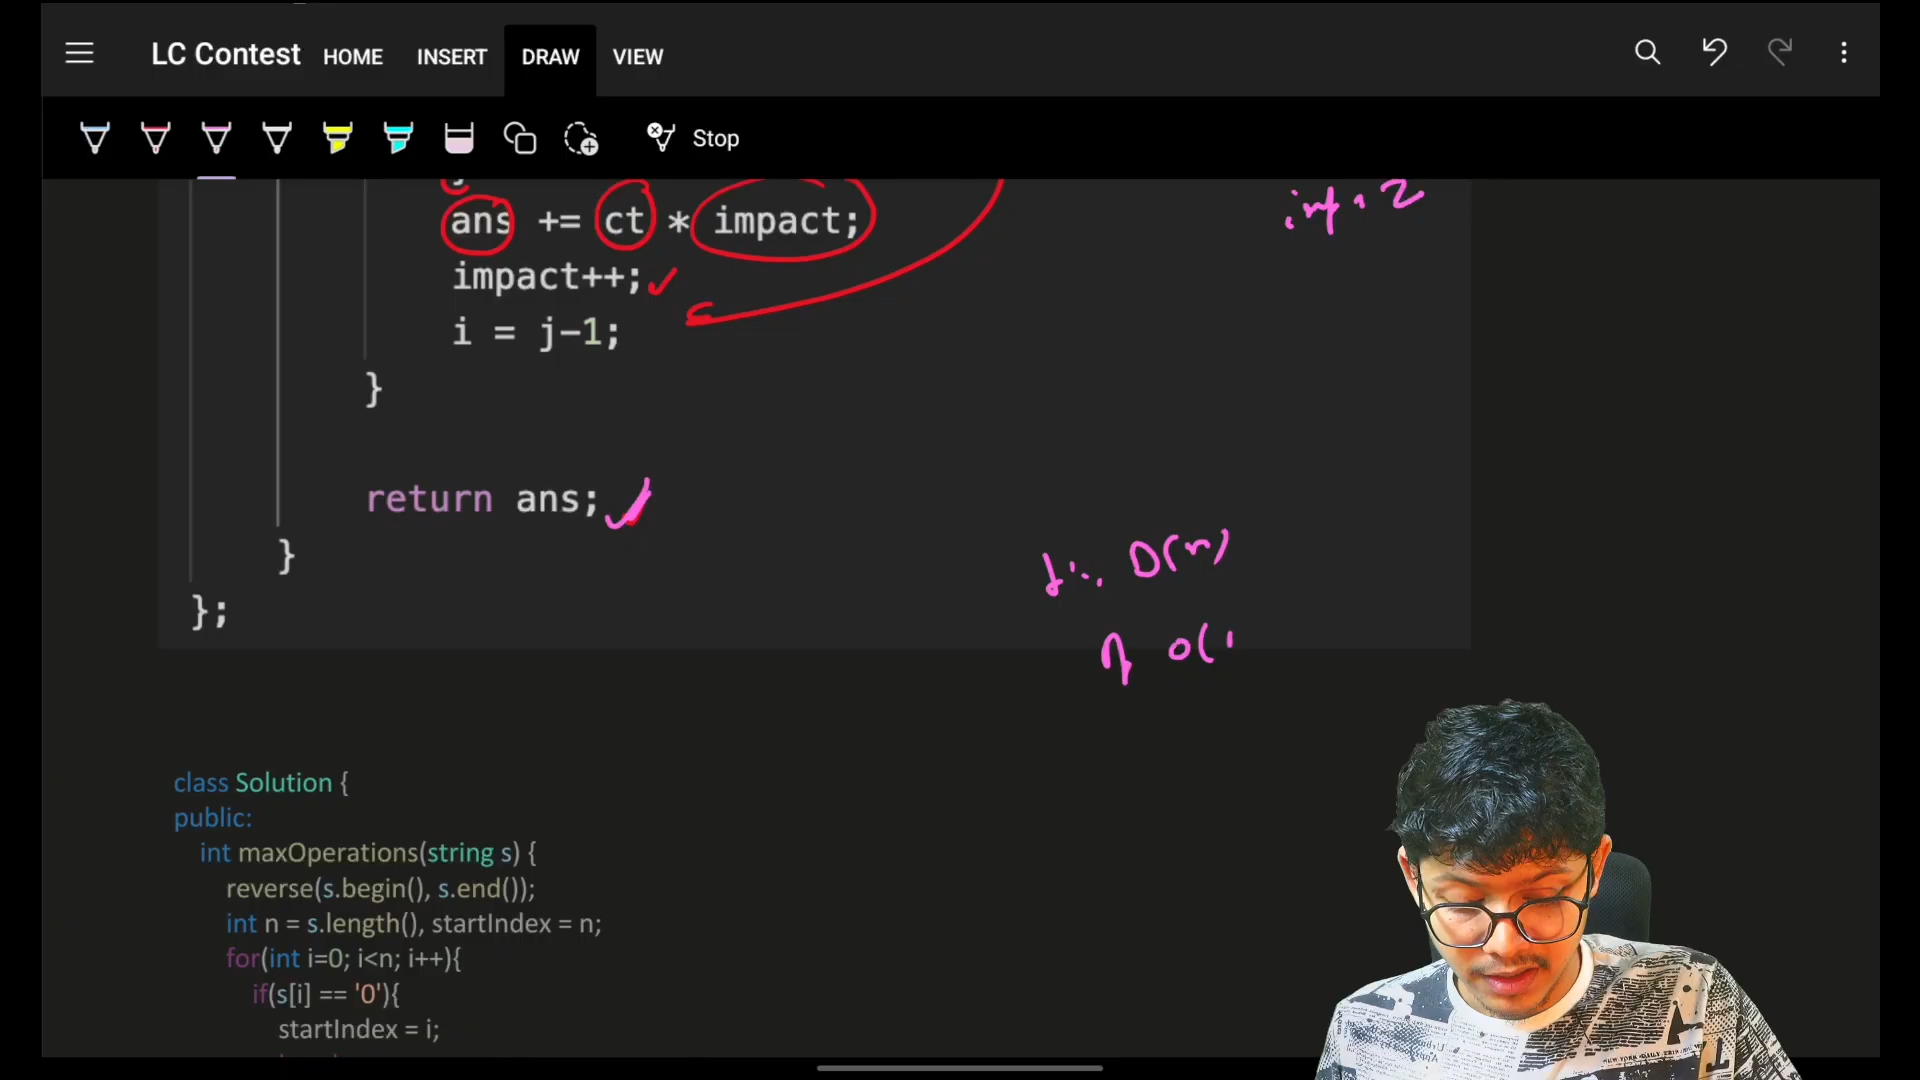 LC Contest HOME INSERT DRAW VIEW
Stop
ans += ct * impact;
impact++;
i = j-1;
}
return ans;
}
};
O(n)
O(1
class Solution {
public:
int maxOperations(string s) {
reverse(s.begin(), s.end());
int n = s.length(), startIndex = n;
for(int i=0; i<n; i++){
if(s[i] == '0'){
startIndex = i;